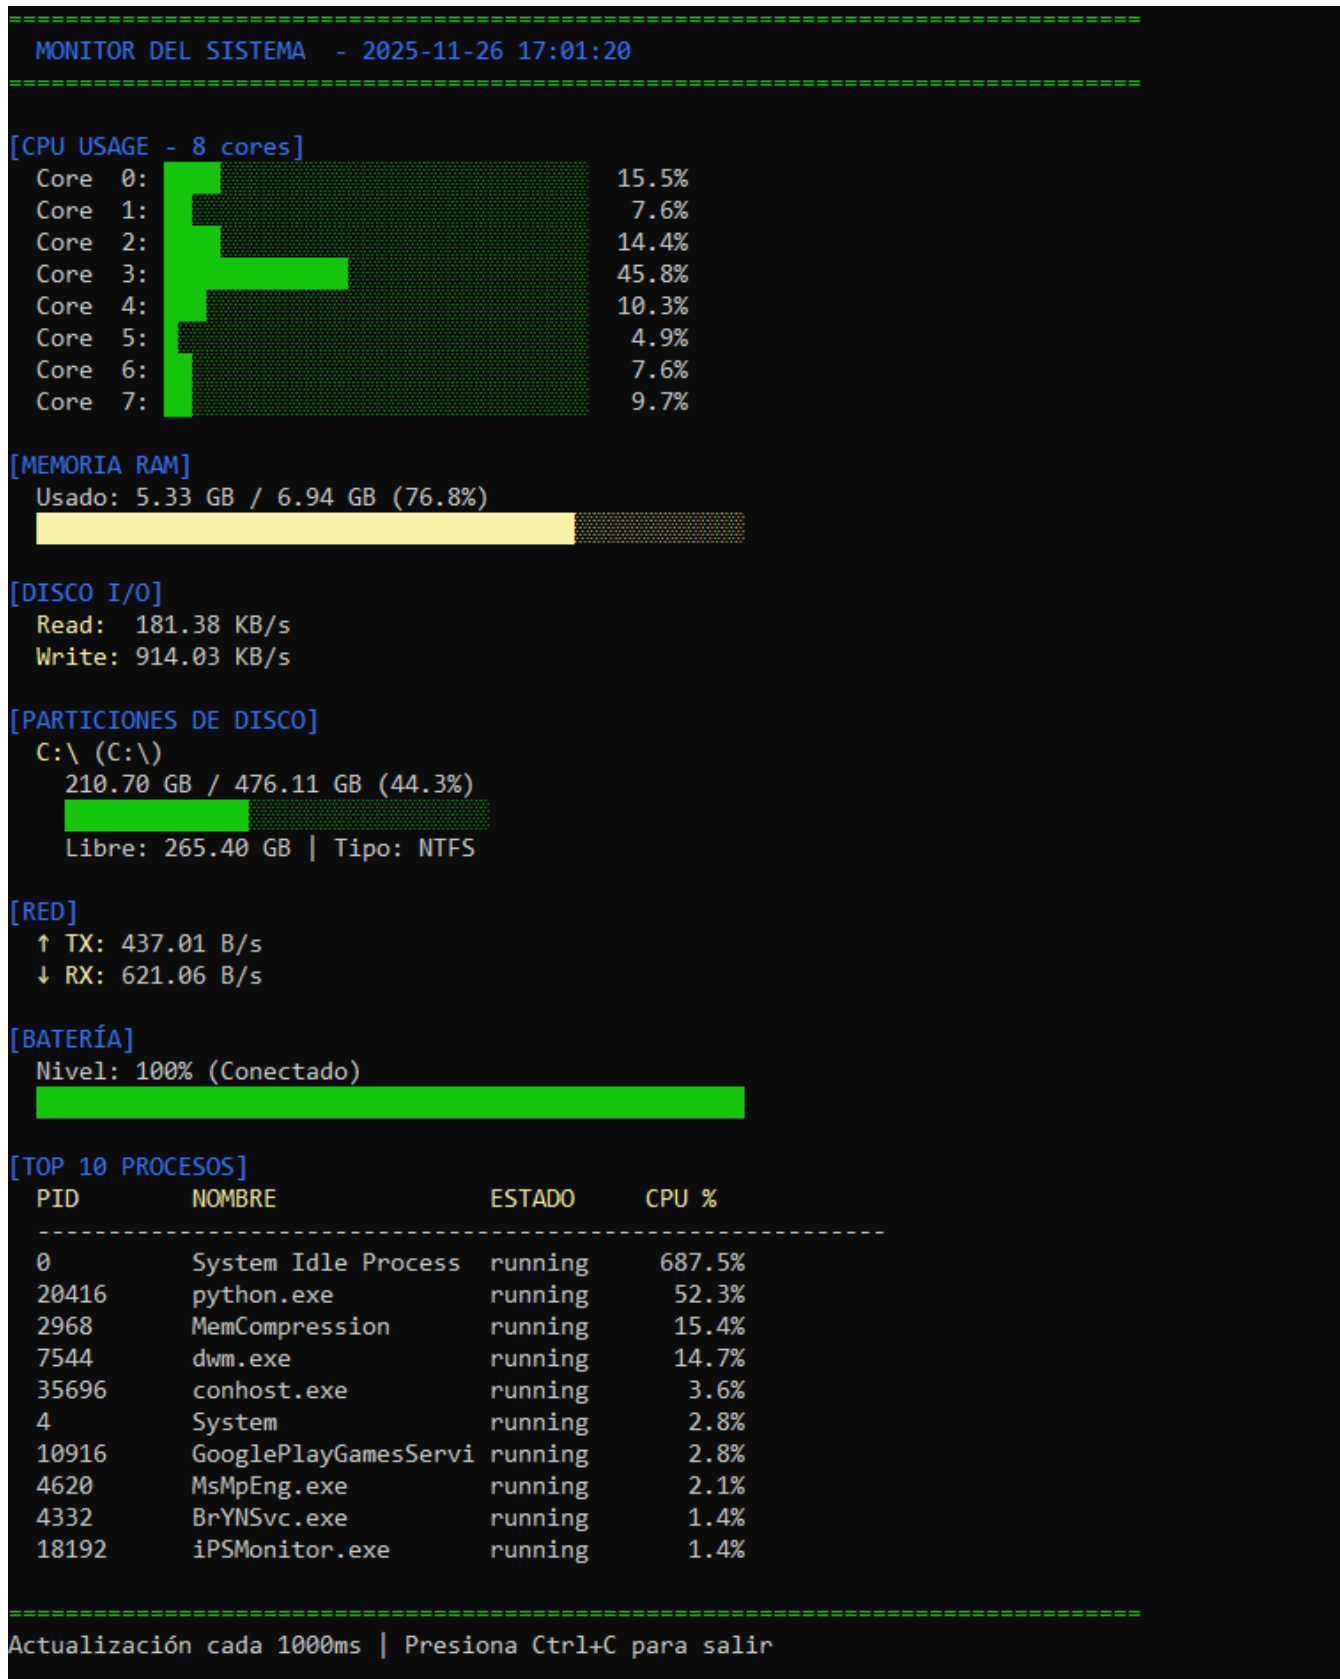 ================================================================================
MONITOR DEL SISTEMA  - 2025-11-26 17:01:20
================================================================================
[CPU USAGE - 8 cores]
Core  0: 15.5%
Core  1: 7.6%
Core  2: 14.4%
Core  3: 45.8%
Core  4: 10.3%
Core  5: 4.9%
Core  6: 7.6%
Core  7: 9.7%
[MEMORIA RAM]
Usado: 5.33 GB / 6.94 GB (76.8%)
[DISCO I/O]
Read:  181.38 KB/s
Write: 914.03 KB/s
[PARTICIONES DE DISCO]
C:\ (C:\)
210.70 GB / 476.11 GB (44.3%)
Libre: 265.40 GB | Tipo: NTFS
[RED]
↑ TX: 437.01 B/s
↓ RX: 621.06 B/s
[BATERÍA]
Nivel: 100% (Conectado)
[TOP 10 PROCESOS]
PID        NOMBRE               ESTADO     CPU %
------------------------------------------------------------
0          System Idle Process  running     687.5%
20416      python.exe           running      52.3%
2968       MemCompression       running      15.4%
7544       dwm.exe              running      14.7%
35696      conhost.exe          running       3.6%
4          System               running       2.8%
10916      GooglePlayGamesServi running       2.8%
4620       MsMpEng.exe          running       2.1%
4332       BrYNSvc.exe          running       1.4%
18192      iPSMonitor.exe       running       1.4%
================================================================================
Actualización cada 1000ms | Presiona Ctrl+C para salir